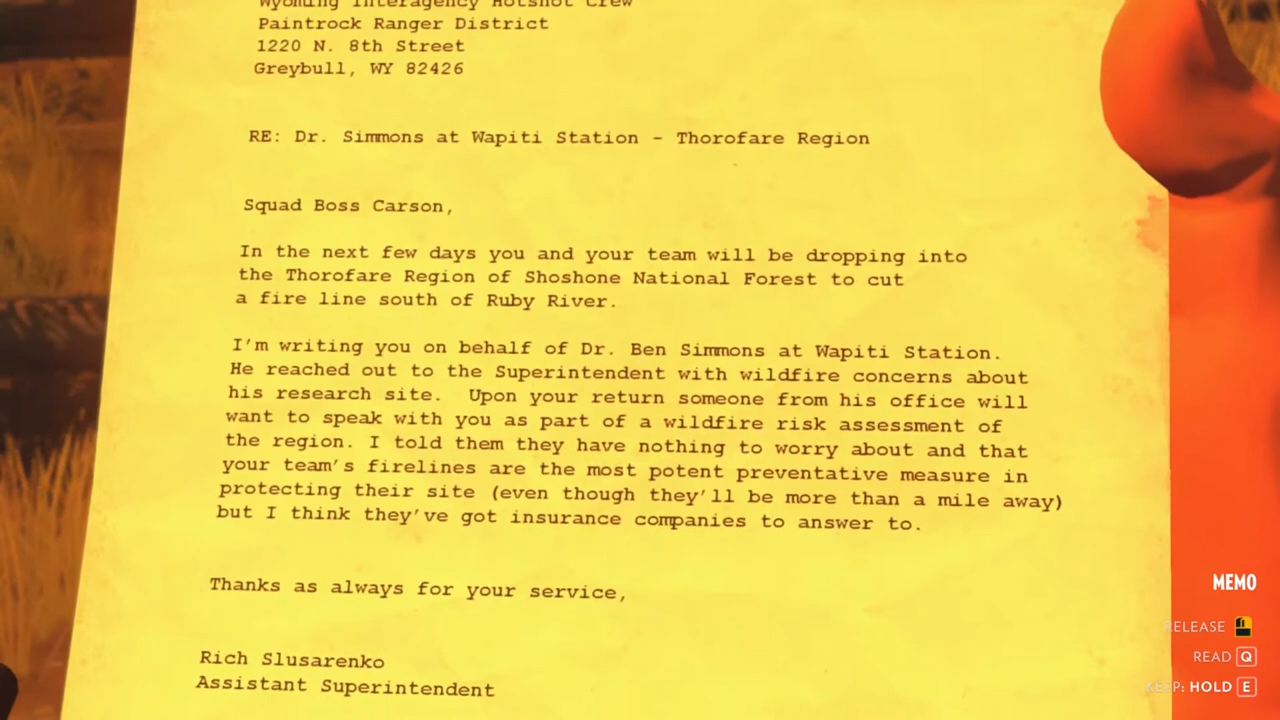 Wyoming Interagency Hotshot Crew
Paintrock Ranger District
1220 N. 8th Street
Greybull, WY 82426
RE: Dr. Simmons at Wapiti Station - Thorofare Region
Squad Boss Carson,
In the next few days you and your team will be dropping into
the Thorofare Region of Shoshone National Forest to cut
a fire line south of Ruby River.
I'm writing you on behalf of Dr. Ben Simmons at Wapiti Station.
He reached out to the Superintendent with wildfire concerns about
his research site.  Upon your return someone from his office will
want to speak with you as part of a wildfire risk assessment of
the region. I told them they have nothing to worry about and that
your team's firelines are the most potent preventative measure in
protecting their site (even though they'll be more than a mile away)
but I think they've got insurance companies to answer to.
Thanks as always for your service,
Rich Slusarenko
Assistant Superintendent
MEMO
RELEASE
READ Q
KEEP: HOLD E